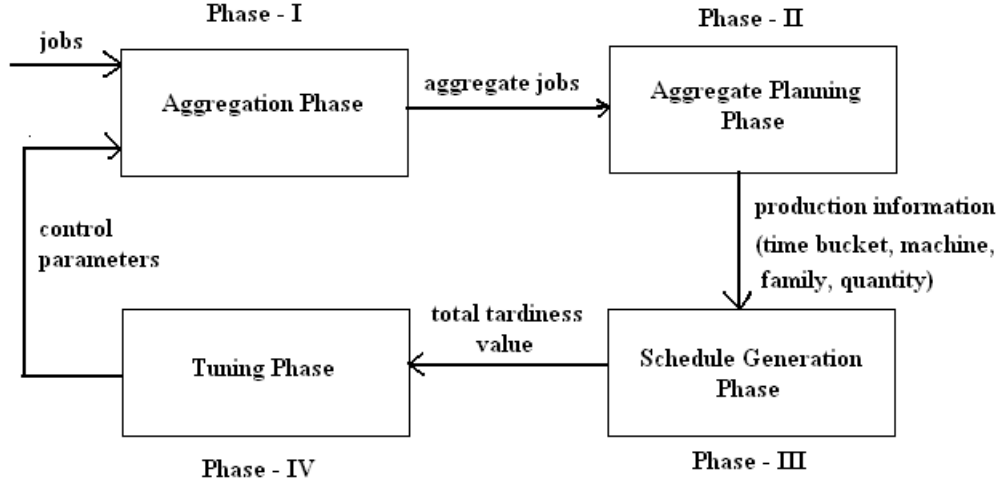 Phase - I
Phase - II
jobs
Aggregation Phase
aggregate jobs
Aggregate Planning
Phase
control
parameters
production information
(time bucket, machine,
family, quantity)
total tardiness
value
Tuning Phase
Schedule Generation
Phase
Phase - IV
Phase - III